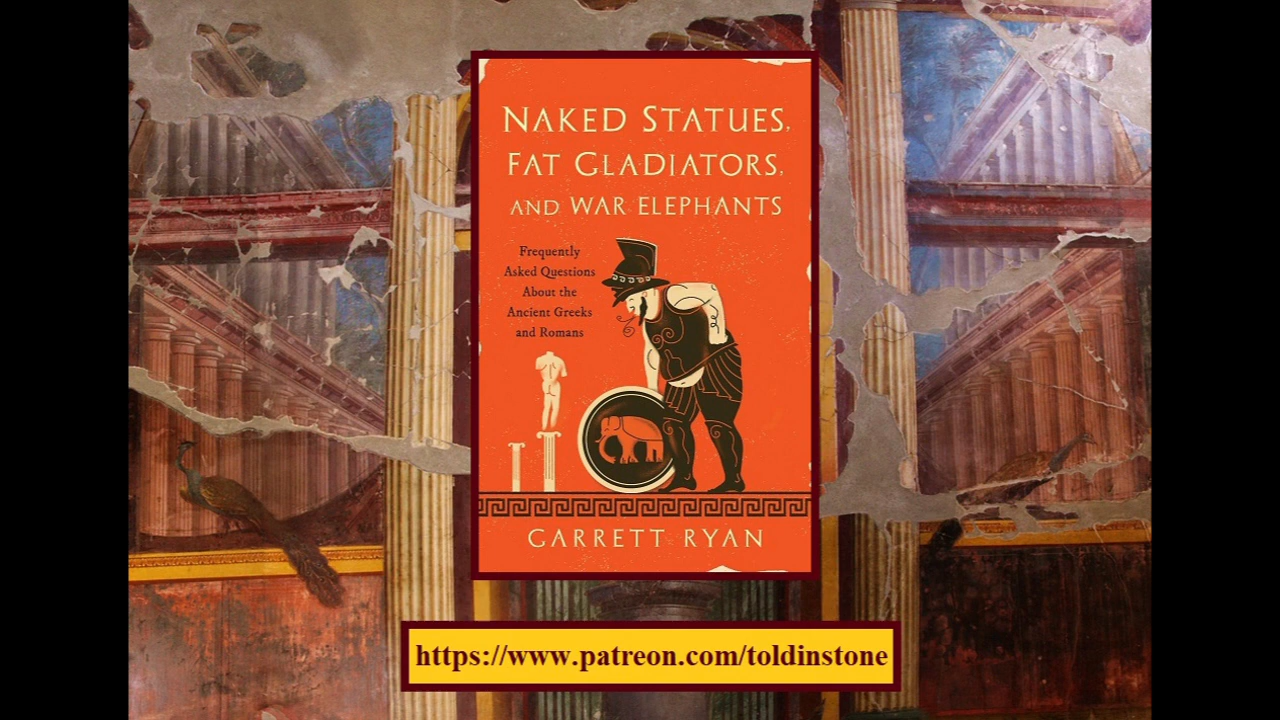 NAKED STATUES,
FAT GLADIATORS,
AND WAR ELEPHANTS
Frequently
Asked Questions
About the
Ancient Greeks
and Romans
GARRETT RYAN
https://www.patreon.com/toldinstone